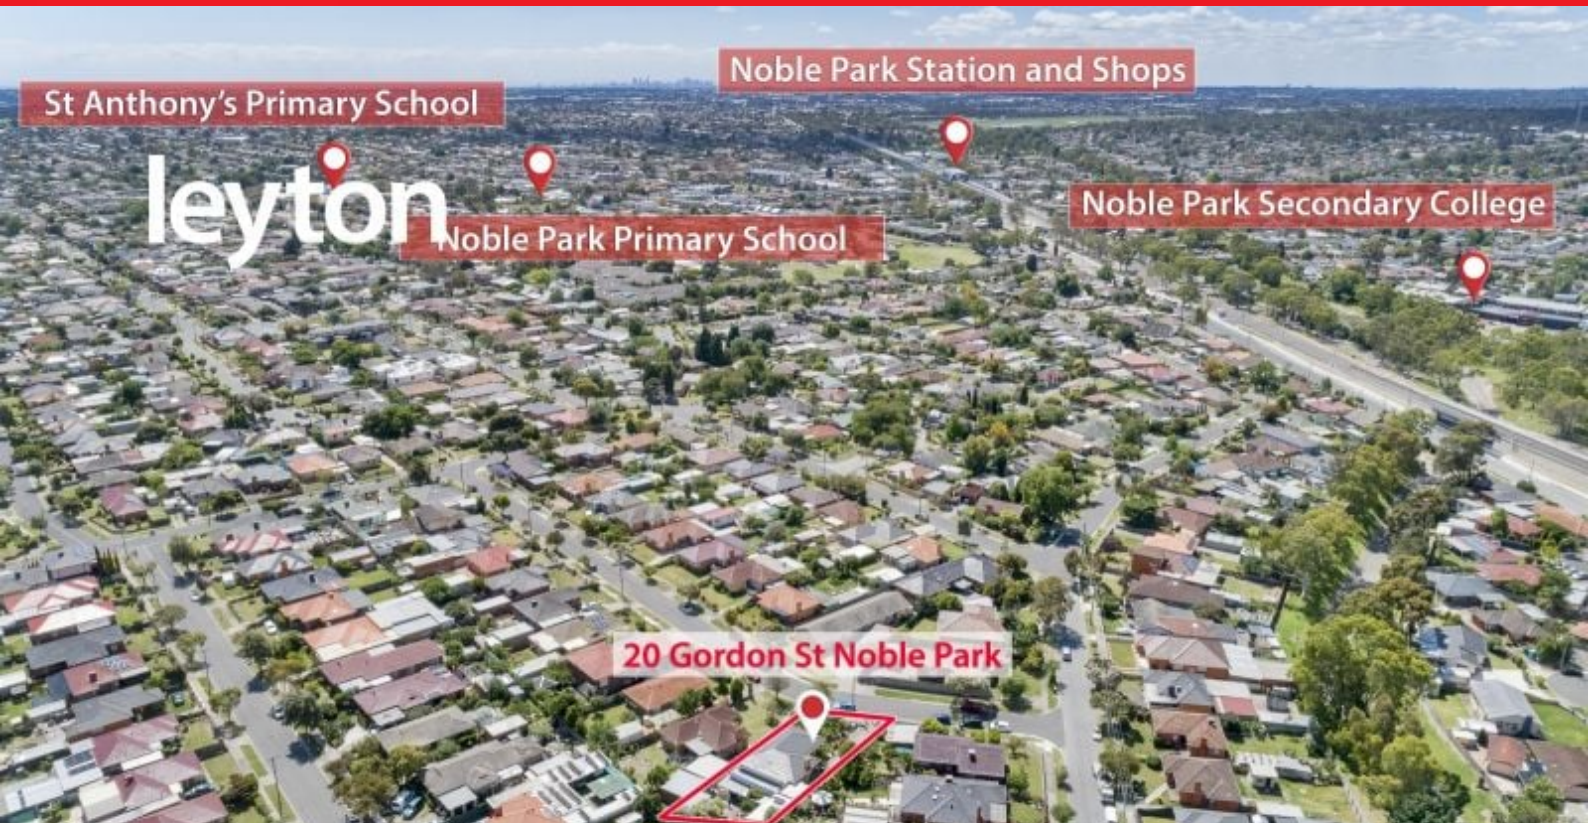 Noble Park Station and Shops
St Anthony's Primary School
leyton
Noble Park Secondary College
Noble Park Primary School
20 Gordon St Noble Park